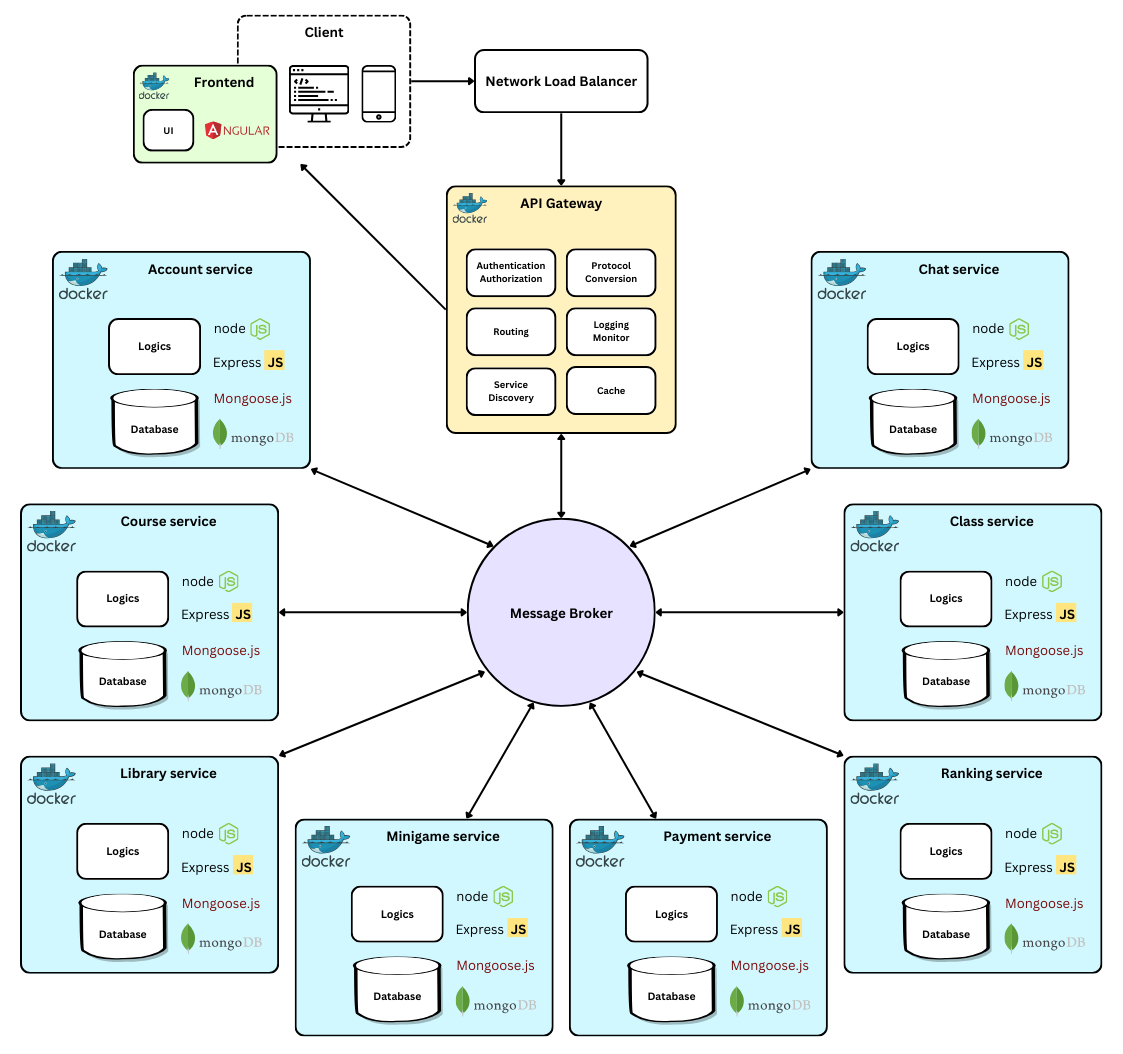 Client
docker
Frontend
UI
ANGULAR
Network Load Balancer
docker
API Gateway
Authentication
Authorization
Protocol
Conversion
Routing
Logging
Monitor
Service
Discovery
Cache
docker
Account service
Logics
node JS
Express JS
Database
Mongoose.js
mongoDB
docker
Chat service
Logics
node JS
Express JS
Database
Mongoose.js
mongoDB
docker
Course service
Logics
node JS
Express JS
Database
Mongoose.js
mongoDB
Message Broker
docker
Class service
Logics
node JS
Express JS
Database
Mongoose.js
mongoDB
docker
Library service
Logics
node JS
Express JS
Database
Mongoose.js
mongoDB
docker
Minigame service
Logics
node JS
Express JS
Database
Mongoose.js
mongoDB
docker
Payment service
Logics
node JS
Express JS
Database
Mongoose.js
mongoDB
docker
Ranking service
Logics
node JS
Express JS
Database
Mongoose.js
mongoDB